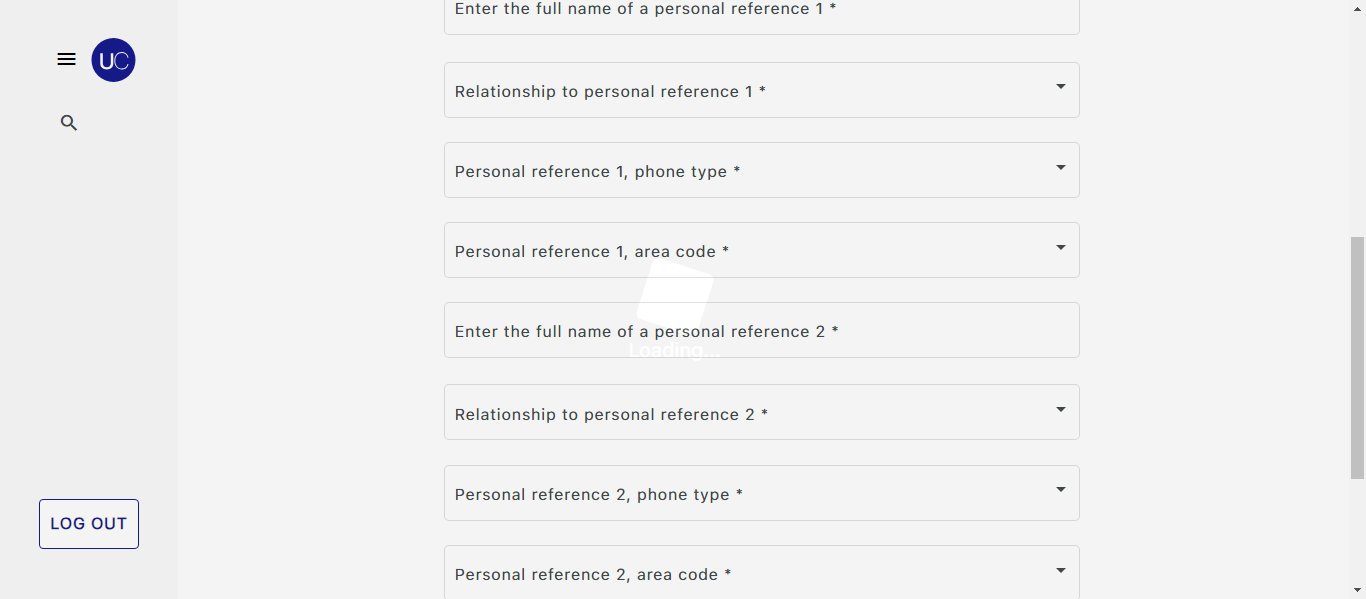 Enter the full name of a personal reference 1 *
UC
Relationship to personal reference 1 *
Personal reference 1, phone type *
Personal reference 1, area code *
Enter the full name of a personal reference 2 *
Loading...
Relationship to personal reference 2 *
Personal reference 2, phone type *
LOG OUT
Personal reference 2, area code *